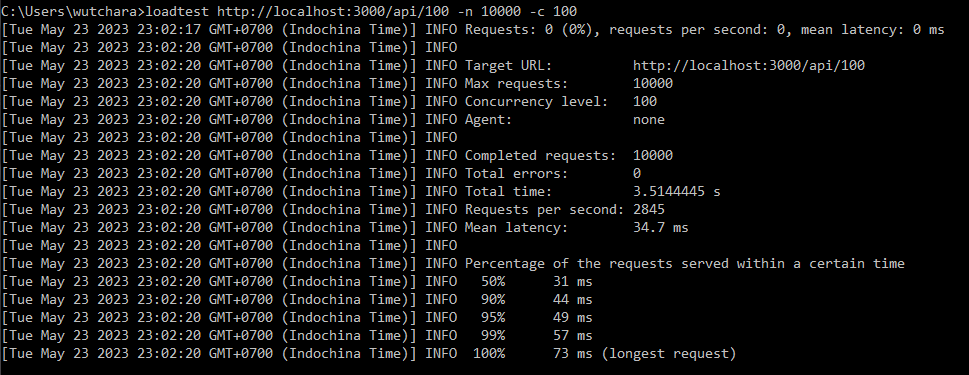 C:\Users\wutchara>loadtest http://localhost:3000/api/100 -n 10000 -c 100
[Tue May 23 2023 23:02:17 GMT+0700 (Indochina Time)] INFO Requests: 0 (0%), requests per second: 0, mean latency: 0 ms
[Tue May 23 2023 23:02:20 GMT+0700 (Indochina Time)] INFO
[Tue May 23 2023 23:02:20 GMT+0700 (Indochina Time)] INFO Target URL:          http://localhost:3000/api/100
[Tue May 23 2023 23:02:20 GMT+0700 (Indochina Time)] INFO Max requests:        10000
[Tue May 23 2023 23:02:20 GMT+0700 (Indochina Time)] INFO Concurrency level:   100
[Tue May 23 2023 23:02:20 GMT+0700 (Indochina Time)] INFO Agent:               none
[Tue May 23 2023 23:02:20 GMT+0700 (Indochina Time)] INFO
[Tue May 23 2023 23:02:20 GMT+0700 (Indochina Time)] INFO Completed requests:  10000
[Tue May 23 2023 23:02:20 GMT+0700 (Indochina Time)] INFO Total errors:        0
[Tue May 23 2023 23:02:20 GMT+0700 (Indochina Time)] INFO Total time:          3.5144445 s
[Tue May 23 2023 23:02:20 GMT+0700 (Indochina Time)] INFO Requests per second: 2845
[Tue May 23 2023 23:02:20 GMT+0700 (Indochina Time)] INFO Mean latency:        34.7 ms
[Tue May 23 2023 23:02:20 GMT+0700 (Indochina Time)] INFO
[Tue May 23 2023 23:02:20 GMT+0700 (Indochina Time)] INFO Percentage of the requests served within a certain time
[Tue May 23 2023 23:02:20 GMT+0700 (Indochina Time)] INFO   50%      31 ms
[Tue May 23 2023 23:02:20 GMT+0700 (Indochina Time)] INFO   90%      44 ms
[Tue May 23 2023 23:02:20 GMT+0700 (Indochina Time)] INFO   95%      49 ms
[Tue May 23 2023 23:02:20 GMT+0700 (Indochina Time)] INFO   99%      57 ms
[Tue May 23 2023 23:02:20 GMT+0700 (Indochina Time)] INFO  100%      73 ms (longest request)